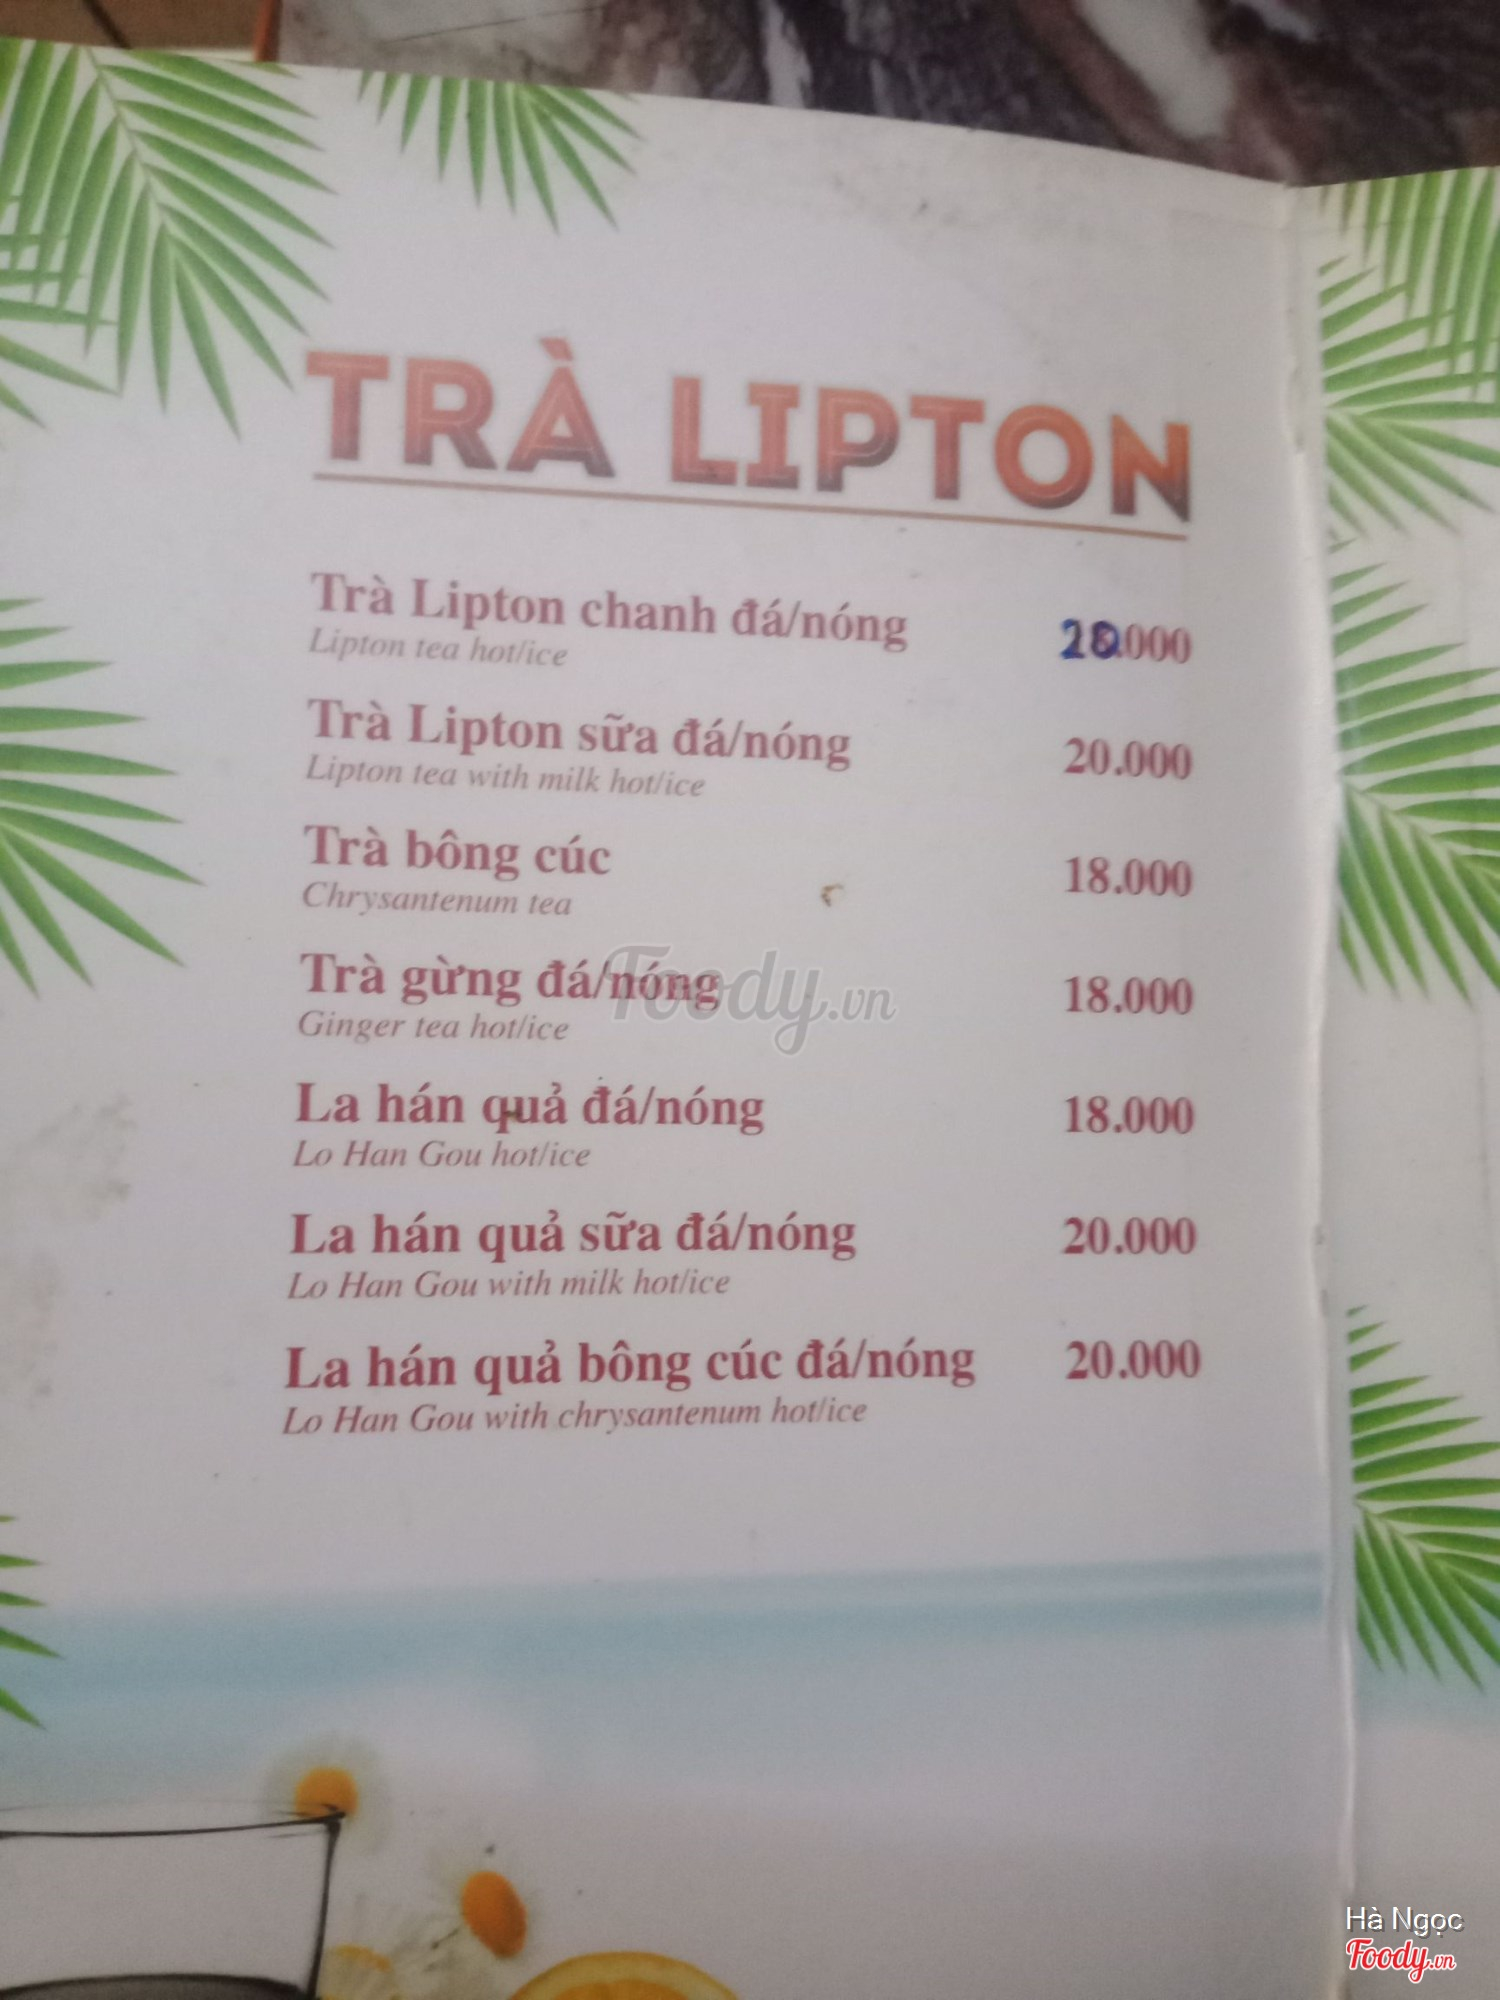 TRÀ LIPTON
Trà Lipton chanh đá/nóng 20.000
Lipton tea hot/ice
Trà Lipton sữa đá/nóng 20.000
Lipton tea with milk hot/ice
Trà bông cúc 18.000
Chrysantenum tea
Trà gừng đá/nóng 18.000
Ginger tea hot/ice
La hán quả đá/nóng 18.000
Lo Han Gou hot/ice
La hán quả sữa đá/nóng 20.000
Lo Han Gou with milk hot/ice
La hán quả bông cúc đá/nóng 20.000
Lo Han Gou with chrysantenum hot/ice
Foody.vn
Hà Ngọc
Foody.vn